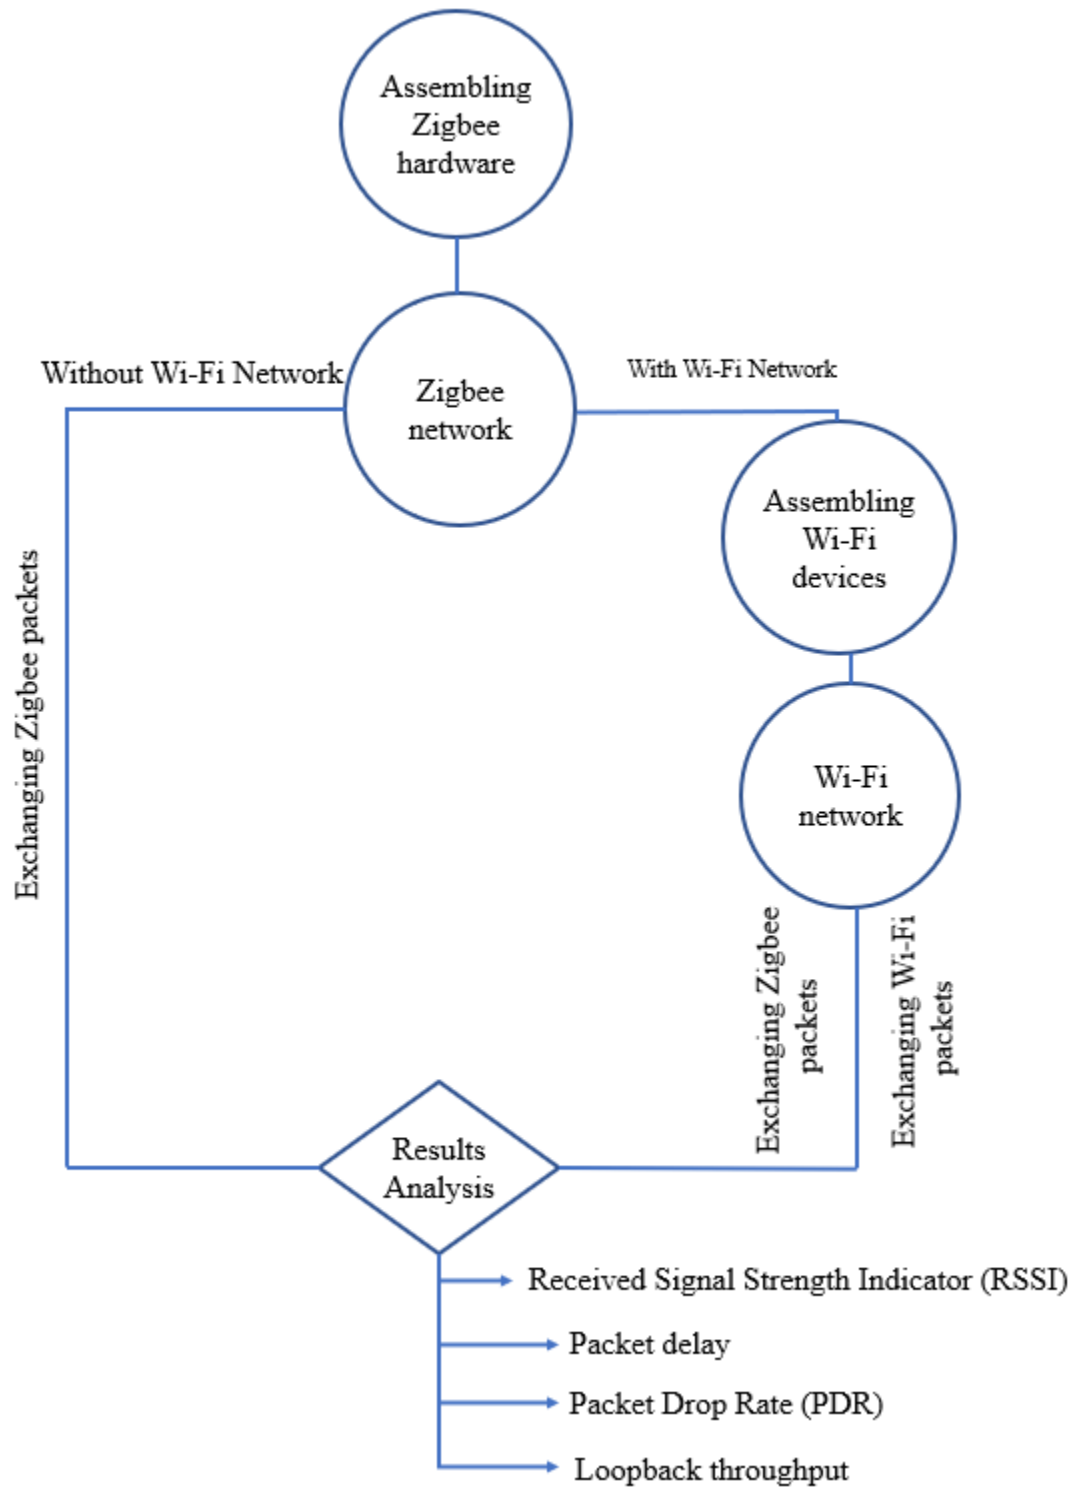 Assembling
Zigbee
hardware
Without Wi-Fi Network
Zigbee
network
With Wi-Fi Network
Assembling
Wi-Fi
devices
Wi-Fi
network
Exchanging Zigbee packets
Exchanging Zigbee
packets
Exchanging Wi-Fi
packets
Results
Analysis
Received Signal Strength Indicator (RSSI)
Packet delay
Packet Drop Rate (PDR)
Loopback throughput